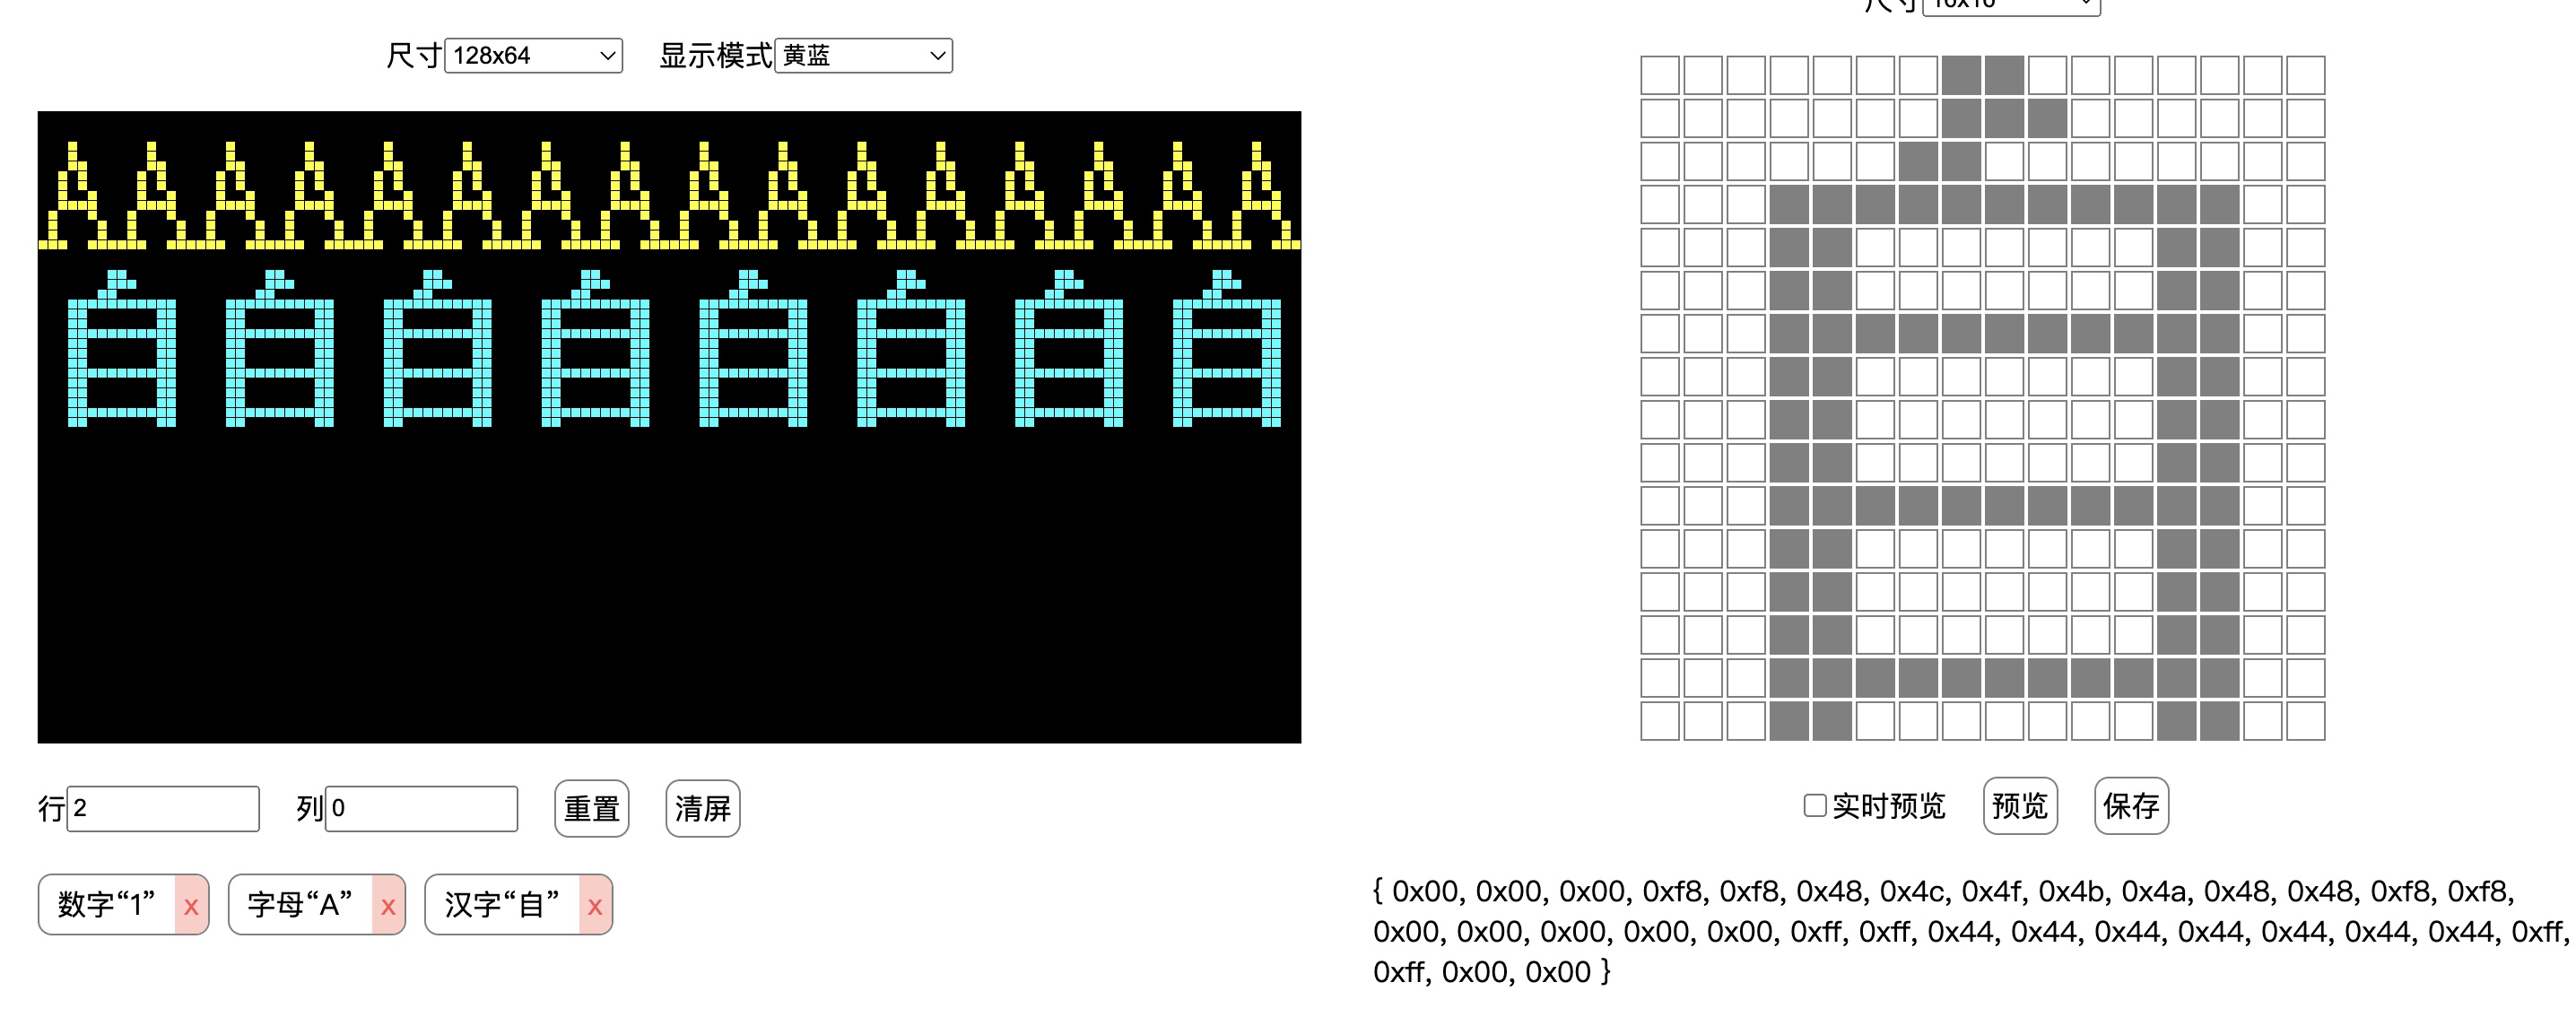 尺寸 16x16
尺寸 128x64 显示模式 黄蓝
A A A A A A A A A A A A A A A A
自 自 自 自 自 自 自 自
行 2 列 0 重置 清屏
实时预览 预览 保存
数字“1” x 字母“A” x 汉字“自” x
{ 0x00, 0x00, 0x00, 0xf8, 0xf8, 0x48, 0x4c, 0x4f, 0x4b, 0x4a, 0x48, 0x48, 0xf8, 0xf8,
0x00, 0x00, 0x00, 0x00, 0x00, 0xff, 0xff, 0x44, 0x44, 0x44, 0x44, 0x44, 0x44, 0x44, 0xff,
0xff, 0x00, 0x00 }